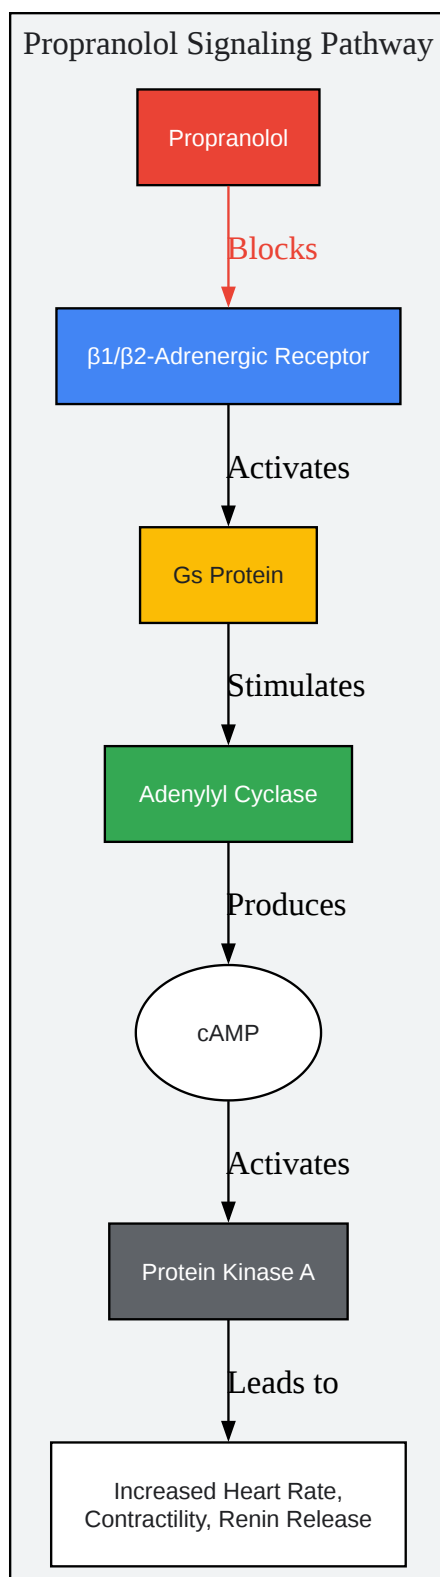 Propranolol Signaling Pathway
Propranolol
Blocks
β1/β2-Adrenergic Receptor
Activates
Gs Protein
Stimulates
Adenylyl Cyclase
Produces
cAMP
Activates
Protein Kinase A
Leads to
Increased Heart Rate,
Contractility, Renin Release